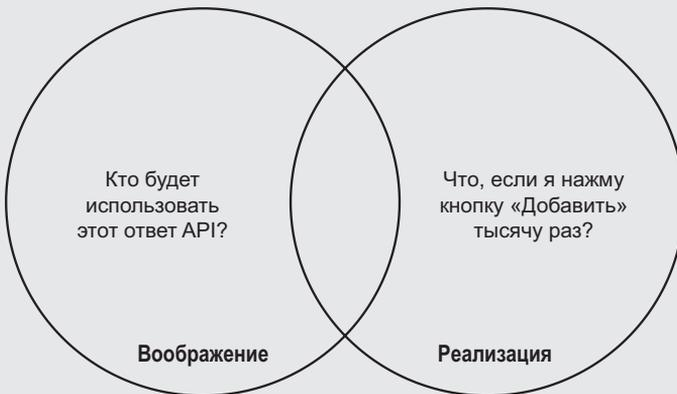 Кто будет
использовать
этот ответ API?
Что, если я нажму
кнопку «Добавить»
тысячу раз?
Воображение
Реализация